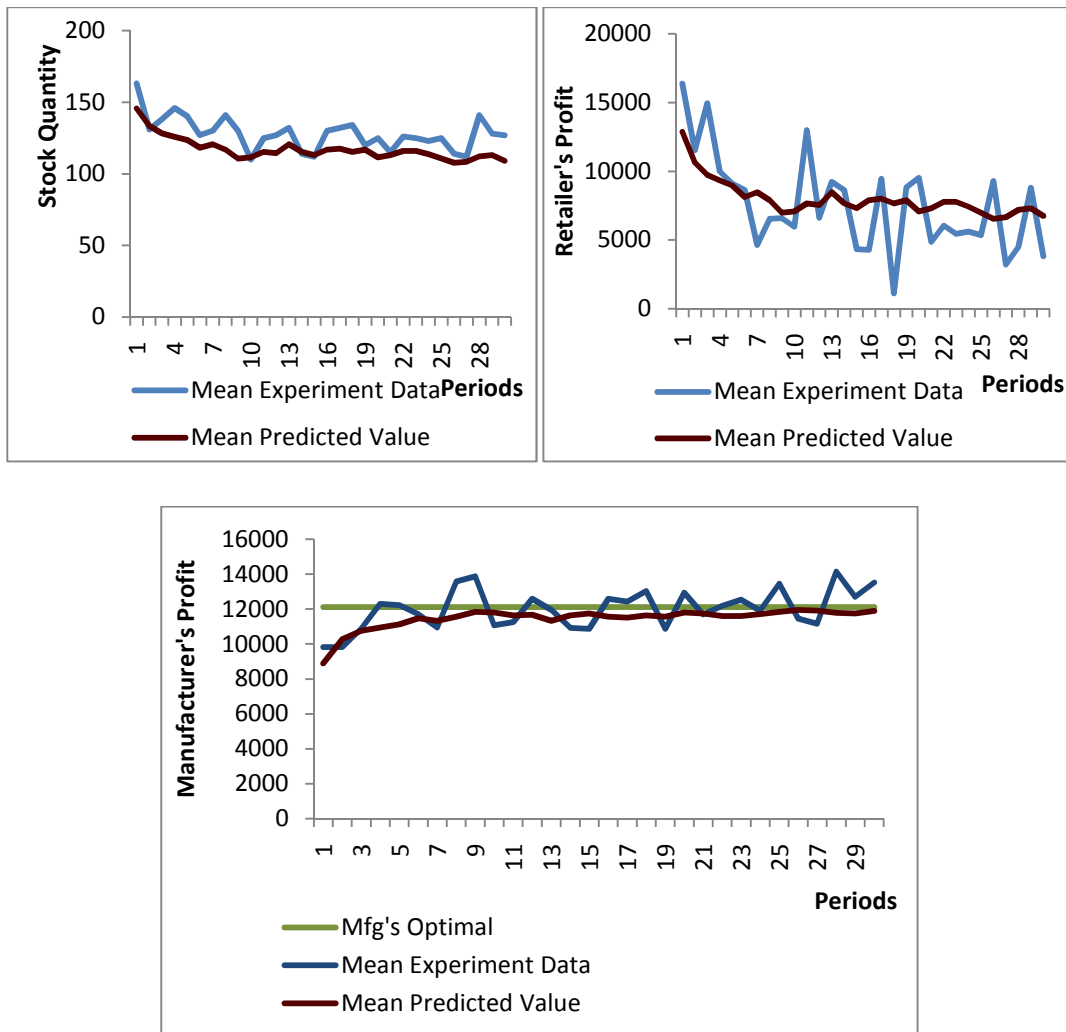 Stock Quantity
200
150
100
50
0
1 4 7 10 13 16 19 22 25 28
Mean Experiment Data
Periods
Mean Predicted Value
Retailer's Profit
20000
15000
10000
5000
0
1 4 7 10 13 16 19 22 25 28
Periods
Mean Experiment Data
Mean Predicted Value
Manufacturer's Profit
16000
14000
12000
10000
8000
6000
4000
2000
0
1 3 5 7 9 11 13 15 17 19 21 23 25 27 29
Periods
Mfg's Optimal
Mean Experiment Data
Mean Predicted Value